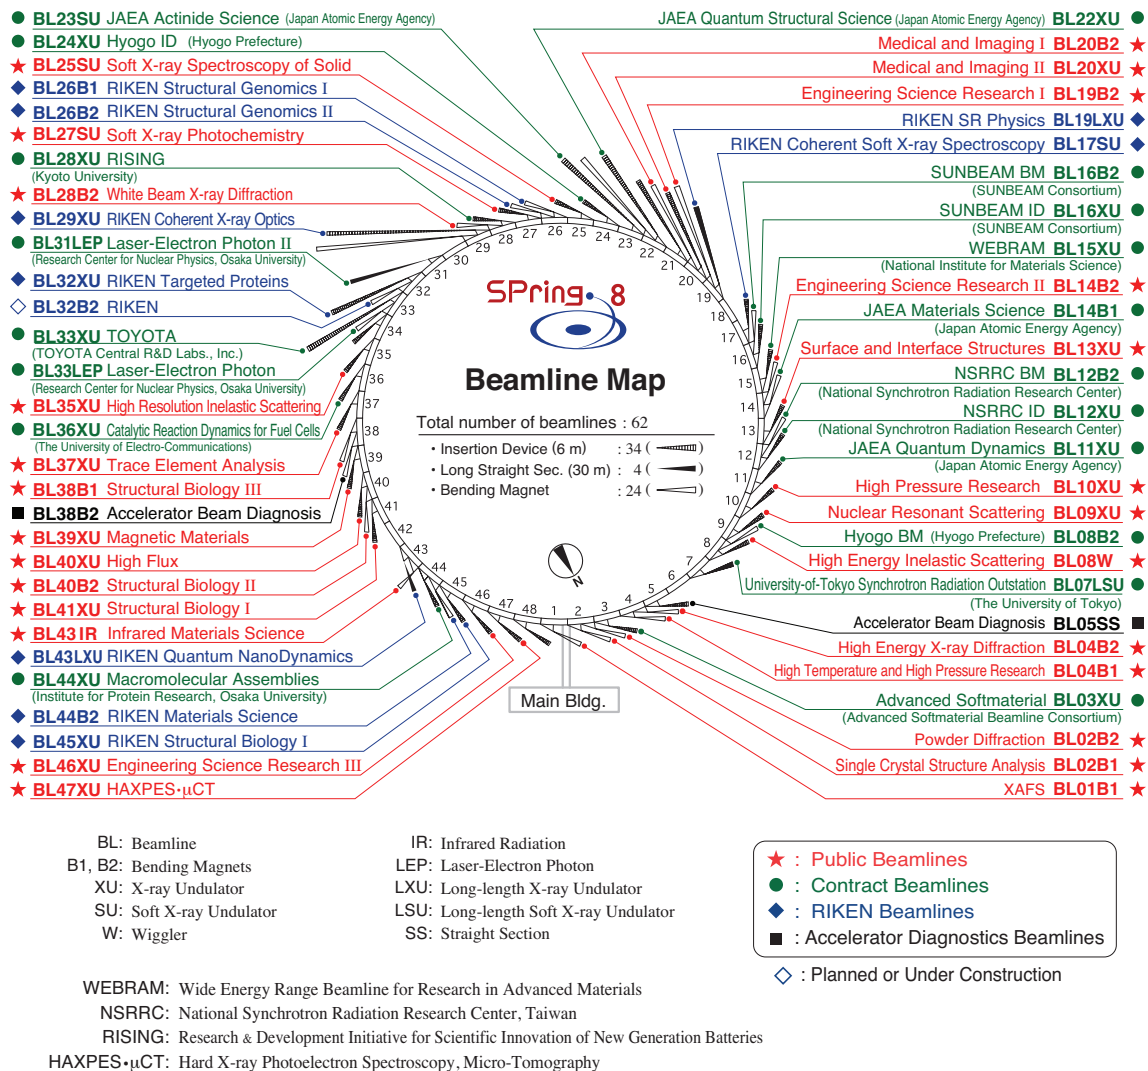 BL23SU JAEA Actinide Science (Japan Atomic Energy Agency)
BL24XU Hyogo ID (Hyogo Prefecture)
BL25SU Soft X-ray Spectroscopy of Solid
BL26B1 RIKEN Structural Genomics I
BL26B2 RIKEN Structural Genomics II
BL27SU Soft X-ray Photochemistry
BL28XU RISING
(Kyoto University)
BL28B2 White Beam X-ray Diffraction
BL29XU RIKEN Coherent X-ray Optics
BL31LEP Laser-Electron Photon II
(Research Center for Nuclear Physics, Osaka University)
BL32XU RIKEN Targeted Proteins
BL32B2 RIKEN
BL33XU TOYOTA
(TOYOTA Central R&D Labs., Inc.)
BL33LEP Laser-Electron Photon
(Research Center for Nuclear Physics, Osaka University)
BL35XU High Resolution Inelastic Scattering
BL36XU Catalytic Reaction Dynamics for Fuel Cells
(The University of Electro-Communications)
BL37XU Trace Element Analysis
BL38B1 Structural Biology III
BL38B2 Accelerator Beam Diagnosis
BL39XU Magnetic Materials
BL40XU High Flux
BL40B2 Structural Biology II
BL41XU Structural Biology I
BL43IR Infrared Materials Science
BL43LXU RIKEN Quantum NanoDynamics
BL44XU Macromolecular Assemblies
(Institute for Protein Research, Osaka University)
BL44B2 RIKEN Materials Science
BL45XU RIKEN Structural Biology I
BL46XU Engineering Science Research III
BL47XU HAXPES•µCT
JAEA Quantum Structural Science (Japan Atomic Energy Agency) BL22XU
Medical and Imaging I BL20B2
Medical and Imaging II BL20XU
Engineering Science Research I BL19B2
RIKEN SR Physics BL19LXU
RIKEN Coherent Soft X-ray Spectroscopy BL17SU
SUNBEAM BM BL16B2
(SUNBEAM Consortium)
SUNBEAM ID BL16XU
(SUNBEAM Consortium)
WEBRAM BL15XU
(National Institute for Materials Science)
Engineering Science Research II BL14B2
JAEA Materials Science BL14B1
(Japan Atomic Energy Agency)
Surface and Interface Structures BL13XU
NSRRC BM BL12B2
(National Synchrotron Radiation Research Center)
NSRRC ID BL12XU
(National Synchrotron Radiation Research Center)
JAEA Quantum Dynamics BL11XU
(Japan Atomic Energy Agency)
High Pressure Research BL10XU
Nuclear Resonant Scattering BL09XU
Hyogo BM (Hyogo Prefecture) BL08B2
High Energy Inelastic Scattering BL08W
University-of-Tokyo Synchrotron Radiation Outstation BL07LSU
(The University of Tokyo)
Accelerator Beam Diagnosis BL05SS
High Energy X-ray Diffraction BL04B2
High Temperature and High Pressure Research BL04B1
Advanced Softmaterial BL03XU
(Advanced Softmaterial Beamline Consortium)
Powder Diffraction BL02B2
Single Crystal Structure Analysis BL02B1
XAFS BL01B1
SPring-8
Beamline Map
Total number of beamlines : 62
・Insertion Device (6 m) : 34 ( )
・Long Straight Sec. (30 m) : 4 ( )
・Bending Magnet : 24 ( )
N
1
2
3
4
5
6
7
8
9
10
11
12
13
14
15
16
17
18
19
20
21
22
23
24
25
26
27
28
29
30
31
32
33
34
35
36
37
38
39
40
41
42
43
44
45
46
47
48
Main Bldg.
BL: Beamline
B1, B2: Bending Magnets
XU: X-ray Undulator
SU: Soft X-ray Undulator
W: Wiggler
IR: Infrared Radiation
LEP: Laser-Electron Photon
LXU: Long-length X-ray Undulator
LSU: Long-length Soft X-ray Undulator
SS: Straight Section
★ : Public Beamlines
● : Contract Beamlines
◆ : RIKEN Beamlines
■ : Accelerator Diagnostics Beamlines
◇ : Planned or Under Construction
WEBRAM: Wide Energy Range Beamline for Research in Advanced Materials
NSRRC: National Synchrotron Radiation Research Center, Taiwan
RISING: Research & Development Initiative for Scientific Innovation of New Generation Batteries
HAXPES•µCT: Hard X-ray Photoelectron Spectroscopy, Micro-Tomography